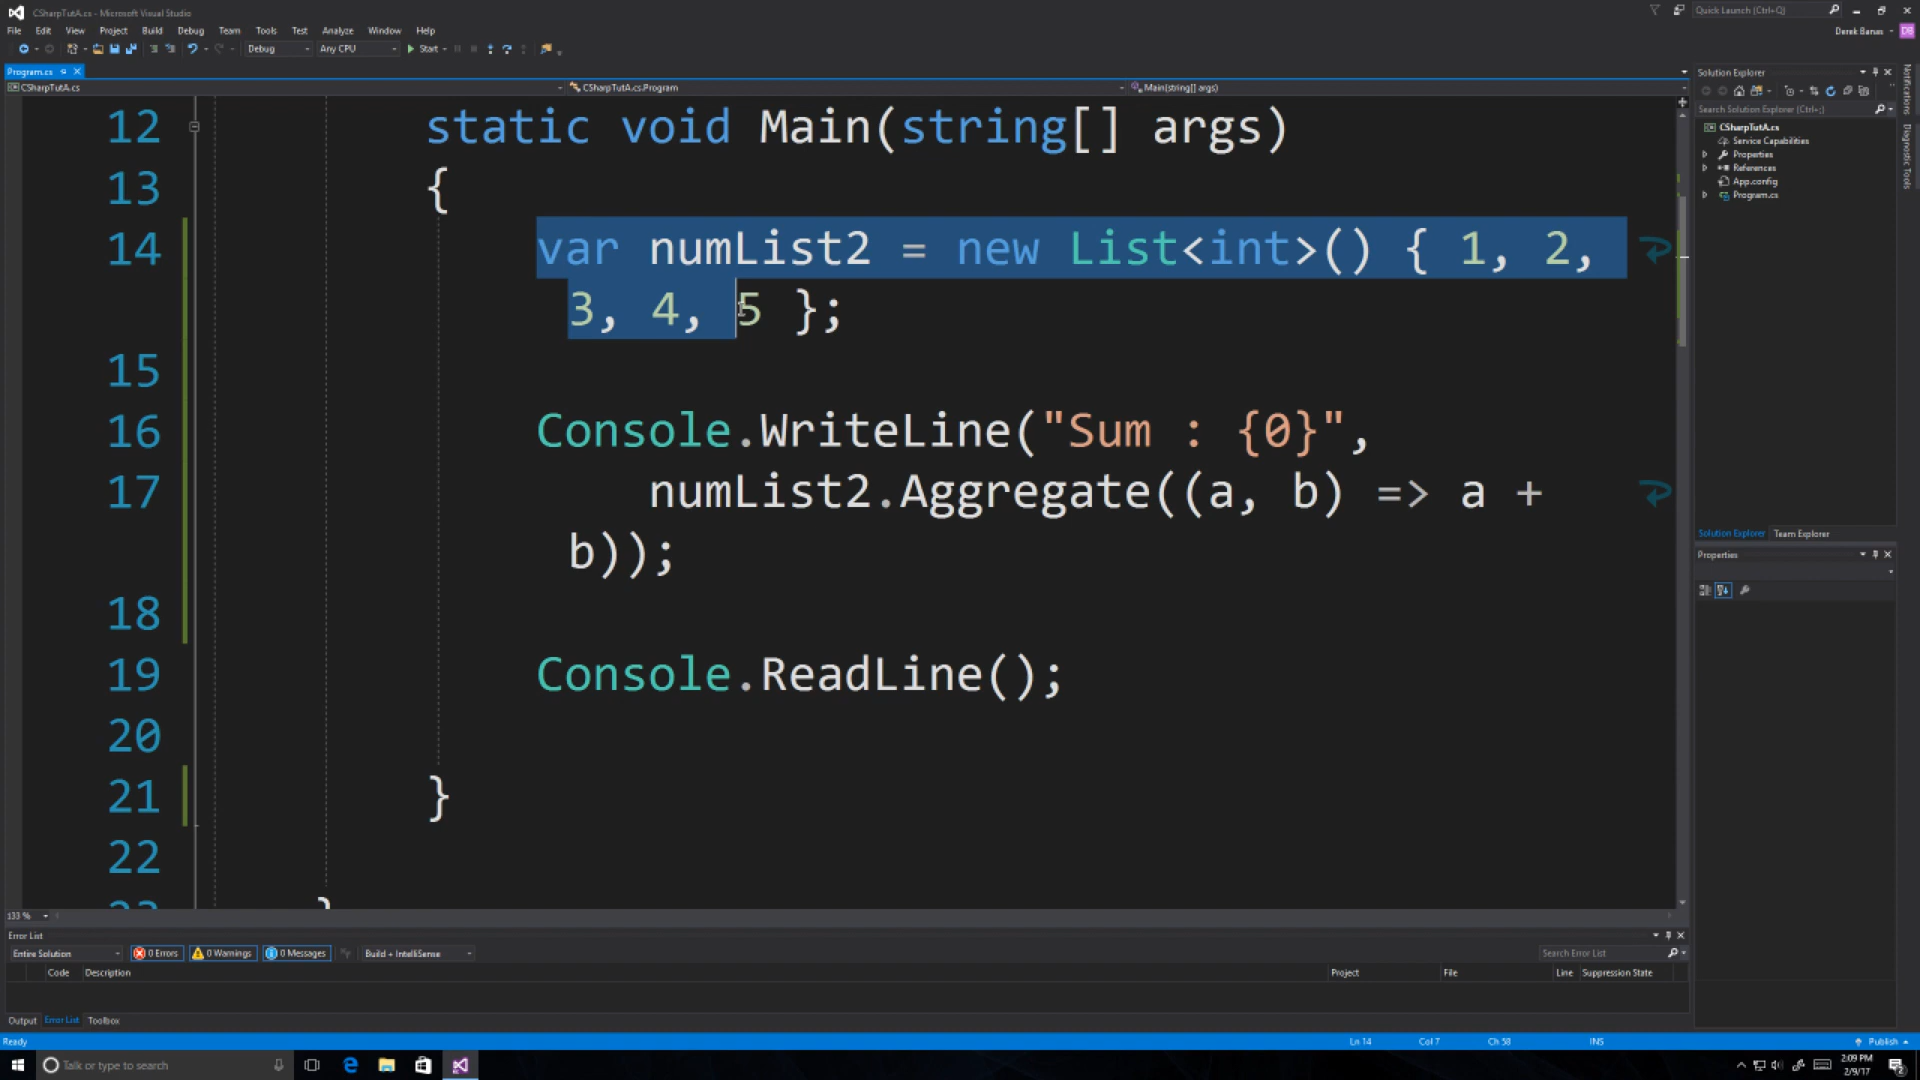 CSharpTutA.cs - Microsoft Visual Studio
Quick Launch (Ctrl+Q)
File Edit View Project Build Debug Team Tools Test Analyze Window Help
Derek Banas
DB
Debug Any CPU Start
Program.cs
CSharpTutA.cs CSharpTutA.cs.Program Main(string[] args)
12 static void Main(string[] args)
13 {
14 var numList2 = new List<int>() { 1, 2,
3, 4, 5 };
15
16 Console.WriteLine("Sum : {0}",
17 numList2.Aggregate((a, b) => a +
b));
18
19 Console.ReadLine();
20
21 }
22
23 }
133 %
Solution Explorer
Search Solution Explorer (Ctrl+;)
CSharpTutA.cs
Service Capabilities
Properties
References
App.config
Program.cs
Solution Explorer Team Explorer
Properties
Notifications
Diagnostic Tools
Error List
Entire Solution 0 Errors 0 Warnings 0 Messages Build + IntelliSense
Search Error List
Code Description Project File Line Suppression State
Output Error List Toolbox
Ready Ln 14 Col 7 Ch 58 INS Publish
Talk or type to search
2:09 PM
2/9/17